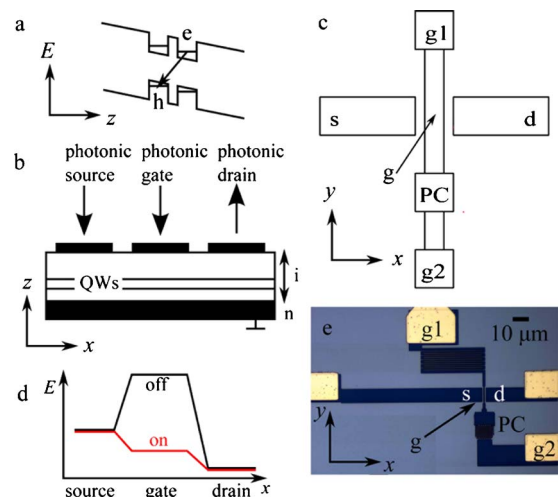 a
E
e
h
z
b
photonic source
photonic gate
photonic drain
QWs
i
n
z
x
d
E
off
on
source
gate
drain
x
c
g1
s
d
g
PC
y
x
g2
e
g1
10 μm
s
d
g
PC
y
x
g2